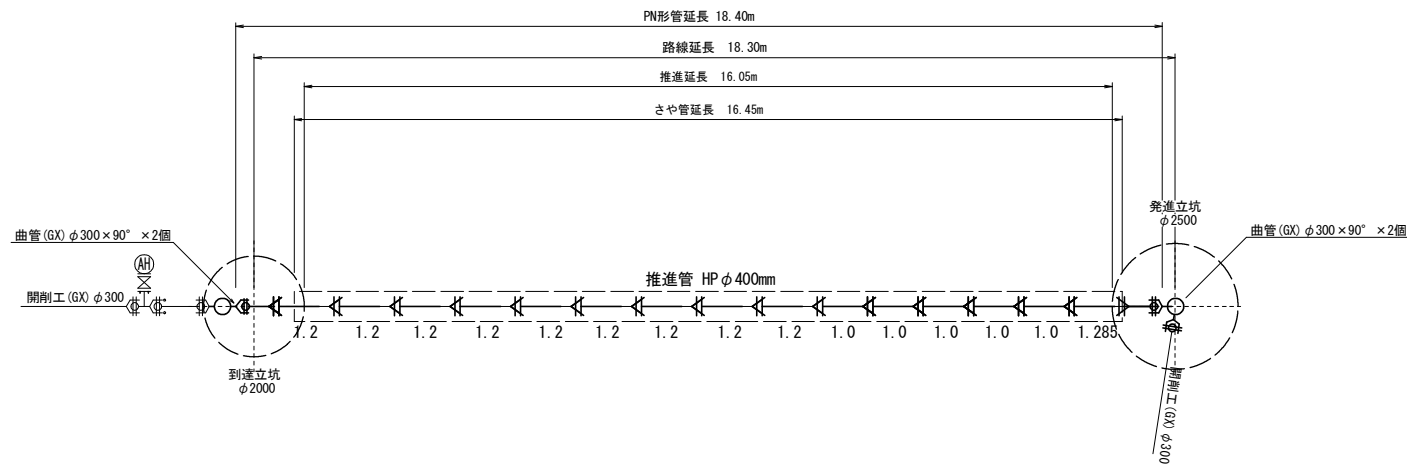 PN形管延長 18.40m
路線延長 18.30m
推進延長 16.05m
さや管延長 16.45m
発進立坑
φ2500
曲管(GX)φ300×90° ×2個
曲管(GX)φ300×90° ×2個
AH
推進管 HPφ400mm
開削工(GX)φ300
1.2 1.2 1.2 1.2 1.2 1.2 1.2 1.2 1.2 1.0 1.0 1.0 1.0 1.0 1.285
到達立坑
φ2000
開削工(GX)φ300